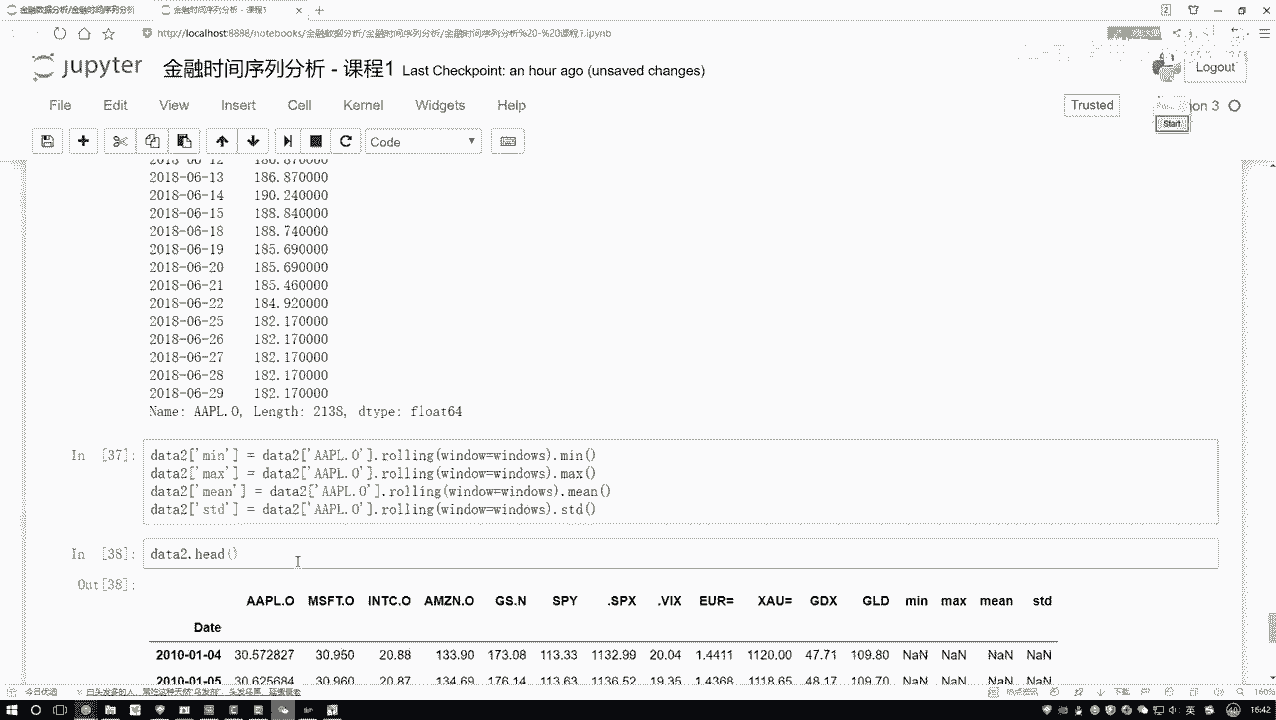 金融数据分析/金融时间序列分析
金融时间序列分析 - 课程1
http://localhost:8888/notebooks/金融数据分析/金融时间序列分析/金融时间序列分析%20-%20课程1.ipynb
jupyter 金融时间序列分析 - 课程1 Last Checkpoint: an hour ago (unsaved changes)
Logout
File Edit View Insert Cell Kernel Widgets Help
Trusted
on 3
Start
Code
2018-06-12 186.870000
2018-06-13 186.870000
2018-06-14 190.240000
2018-06-15 188.840000
2018-06-18 188.740000
2018-06-19 185.690000
2018-06-20 185.690000
2018-06-21 185.460000
2018-06-22 184.920000
2018-06-25 182.170000
2018-06-26 182.170000
2018-06-27 182.170000
2018-06-28 182.170000
2018-06-29 182.170000
Name: AAPL.O, Length: 2138, dtype: float64
In [37]:
data2['min'] = data2['AAPL.O'].rolling(window=windows).min()
data2['max'] = data2['AAPL.O'].rolling(window=windows).max()
data2['mean'] = data2['AAPL.O'].rolling(window=windows).mean()
data2['std'] = data2['AAPL.O'].rolling(window=windows).std()
In [38]: data2.head()
Out[38]:
AAPL.O MSFT.O INTC.O AMZN.O GS.N SPY .SPX .VIX EUR= XAU= GDX GLD min max mean std
Date
2010-01-04 30.572827 30.950 20.88 133.90 173.08 113.33 1132.99 20.04 1.4411 1120.00 47.71 109.80 NaN NaN NaN NaN
2010-01-05 30.625684 30.960 20.87 134.69 176.14 113.63 1136.52 19.35 1.4368 1118.65 48.17 109.70 NaN NaN NaN NaN
今日优选
下载
160%
16:42